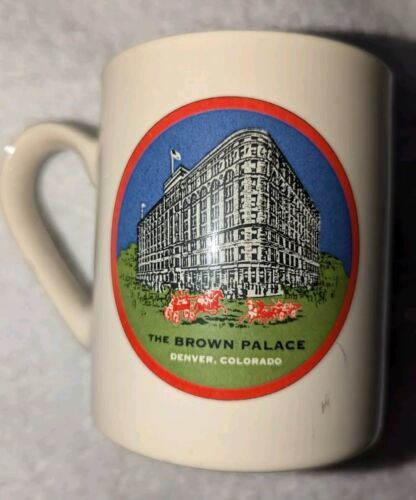 THE BROWN PALACE
DENVER, COLORADO